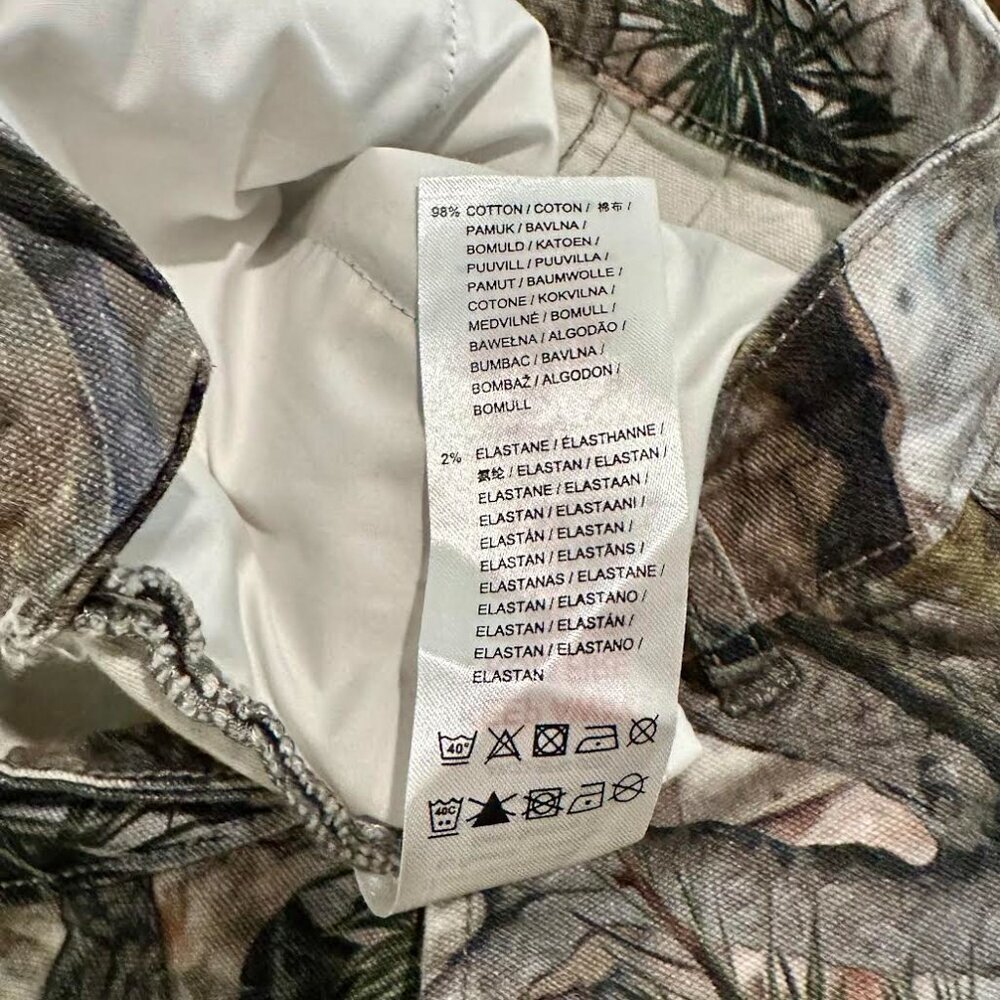 98% COTTON / COTON / 棉布 /
PAMUK / BAVLNA /
BOMULD / KATOEN /
PUUVILL / PUUVILLA /
PAMUT / BAUMWOLLE /
COTONE / KOKVILNA /
MEDVILNĖ / BOMULL /
BAWEŁNA / ALGODÃO /
BUMBAC / BAVLNA /
BOMBAŽ / ALGODON /
BOMULL
2% ELASTANE / ÉLASTHANNE /
氨纶 / ELASTAN / ELASTAN /
ELASTANE / ELASTAAN /
ELASTAN / ELASTAANI /
ELASTÅN / ELASTAN /
ELASTAN / ELASTĀNS /
ELASTANAS / ELASTANE /
ELASTAN / ELASTANO /
ELASTAN / ELASTÁN /
ELASTAN / ELASTANO /
ELASTAN
40°
40C